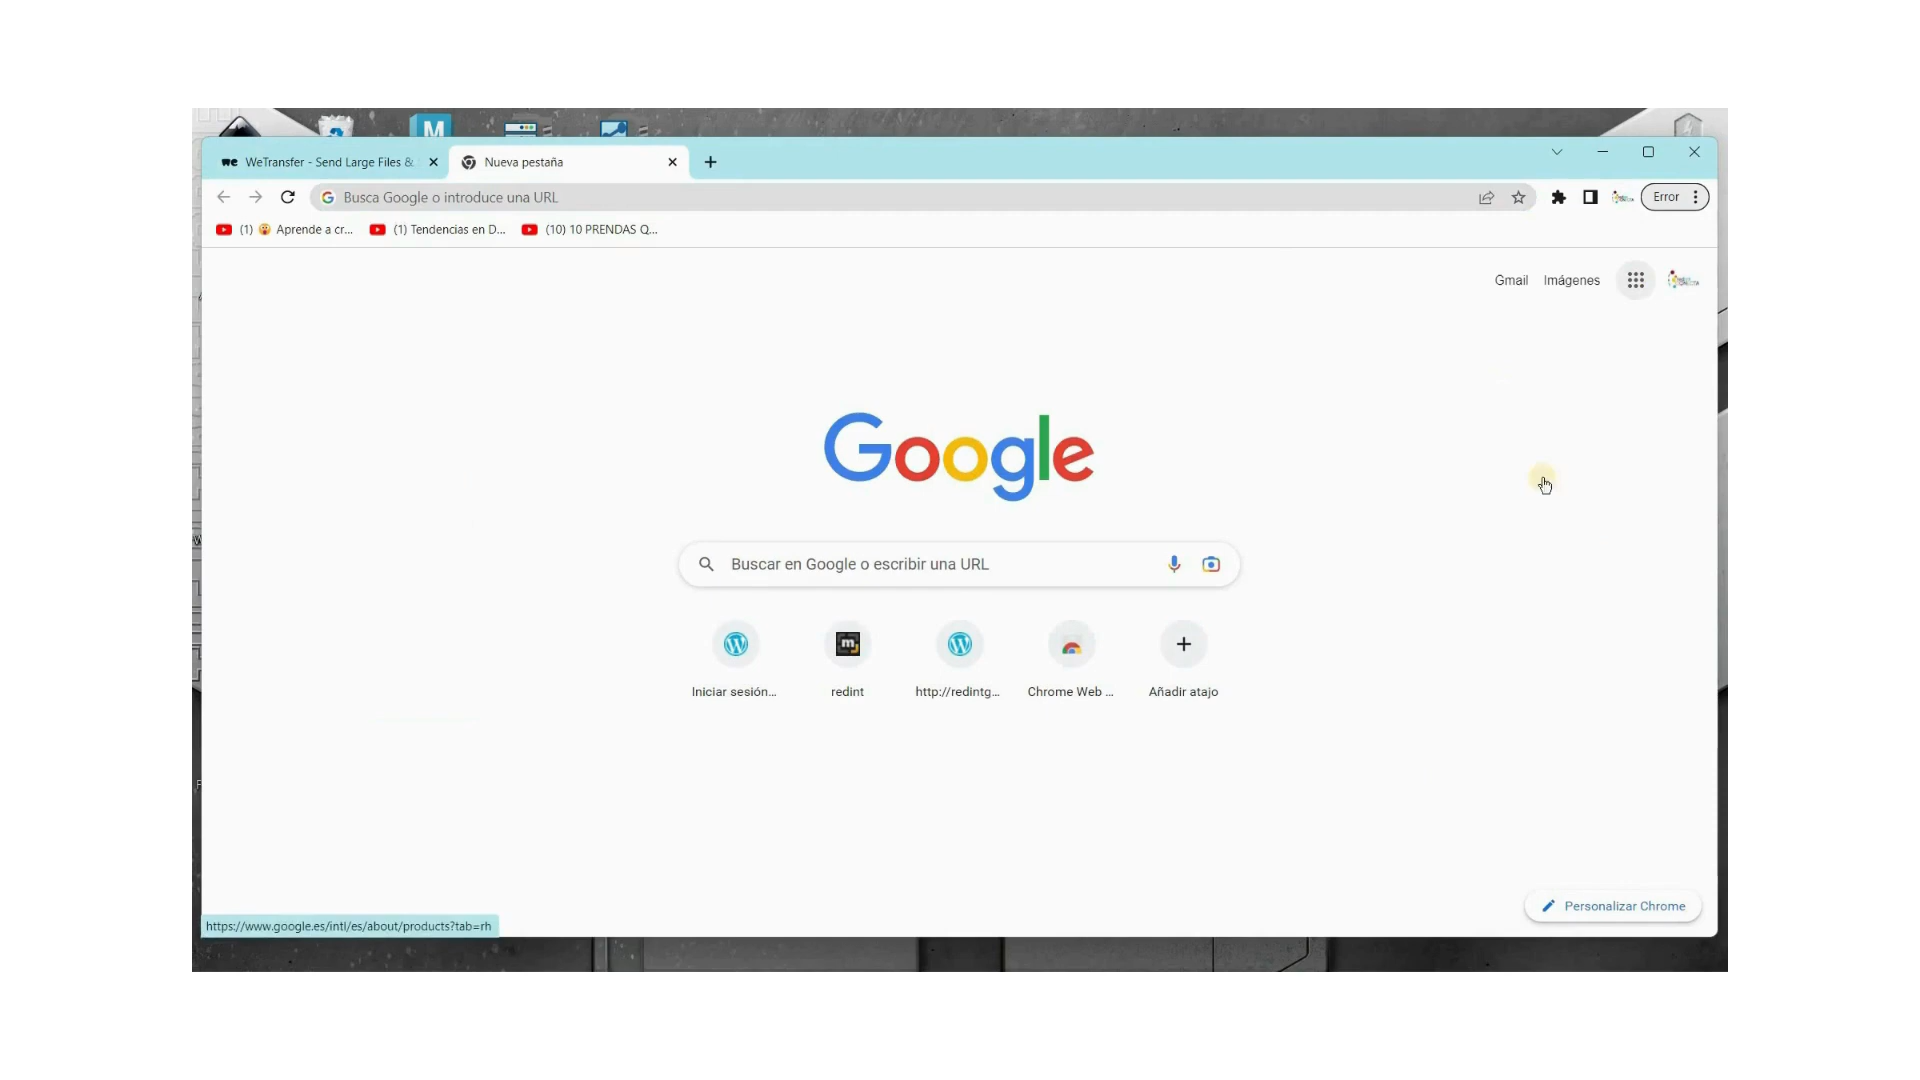 M
WeTransfer - Send Large Files &
Nueva pestaña
Busca Google o introduce una URL
Error
(1) 😮 Aprende a cr...
(1) Tendencias en D...
(10) 10 PRENDAS Q...
Gmail
Imágenes
Google
Buscar en Google o escribir una URL
Iniciar sesión...
redint
http://redintg...
Chrome Web ...
Añadir atajo
Personalizar Chrome
https://www.google.es/intl/es/about/products?tab=rh